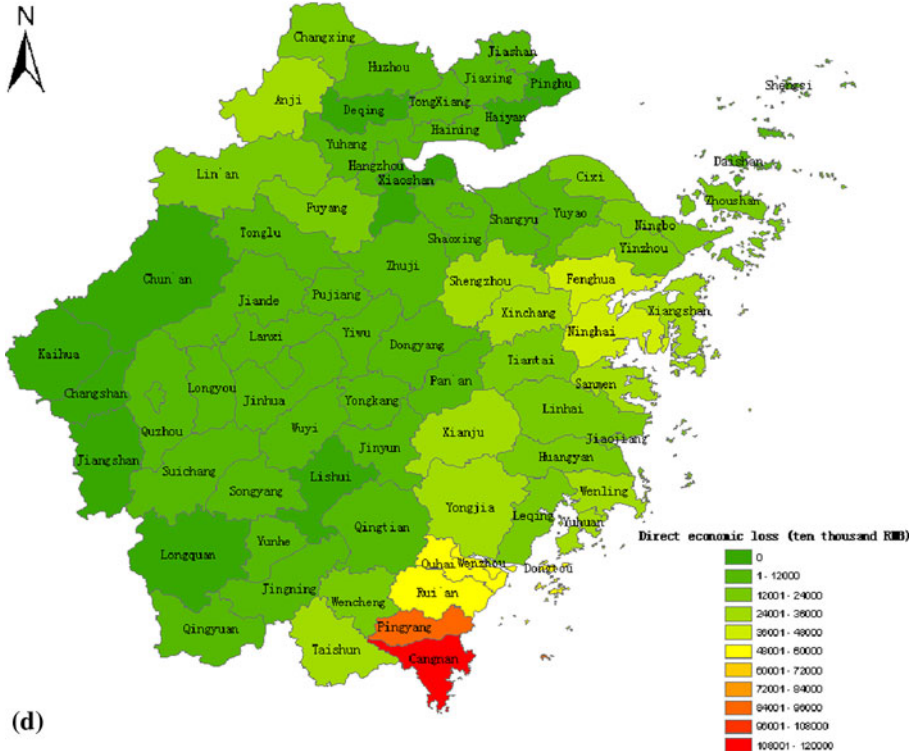 N
Changxing
Jiashan
Huzhou
Jiaxing
Pinghu
Shengsi
Anji
Deqing
TongXiang
Haiyan
Haining
Yuhang
Hangzhou
Daishan
Lin'an
Xiaoshan
Cixi
Zhoushan
Fuyang
Shangyu
Yuyao
Ningbo
Tonglu
Shaoxing
Yinzhou
Zhuji
Chun'an
Shengzhou
Fenghua
Jiande
Pujiang
Xinchang
Xiangshan
Lanxi
Yiwu
Ninghai
Dongyang
Kaihua
Tiantai
Changshan
Longyou
Pan'an
Sanmen
Jinhua
Yongkang
Linhai
Quzhou
Wuyi
Xianju
Jiaojiang
Jiangshan
Jinyun
Huangyan
Suichang
Lishui
Songyang
Wenling
Yongjia
Leqing
Yuhuan
Qingtian
Longquan
Yunhe
Direct economic loss (ten thousand RMB)
Ouhai
Wenzhou
Dongtou
0
Jingning
Rui'an
1 - 12000
Wencheng
12001 - 24000
Qingyuan
Pingyang
24001 - 36000
Taishun
36001 - 48000
Cangnan
48001 - 60000
60001 - 72000
72001 - 84000
84001 - 96000
96001 - 108000
108001 - 120000
(d)